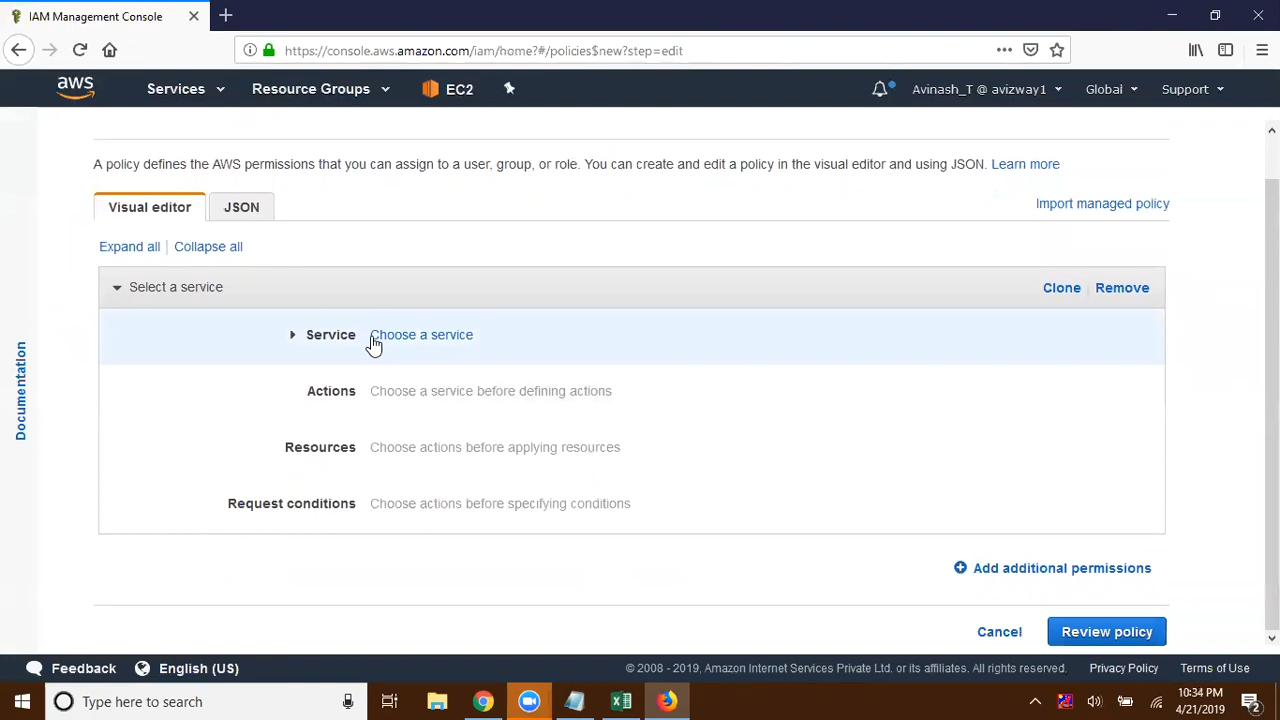 IAM Management Console
https://console.aws.amazon.com/iam/home?#/policies$new?step=edit
aws
Services
Resource Groups
EC2
Avinash_T @ avizway1
Global
Support
A policy defines the AWS permissions that you can assign to a user, group, or role. You can create and edit a policy in the visual editor and using JSON. Learn more
Visual editor
JSON
Import managed policy
Expand all
Collapse all
Select a service
Clone
Remove
Service
Choose a service
Actions
Choose a service before defining actions
Resources
Choose actions before applying resources
Request conditions
Choose actions before specifying conditions
Documentation
Add additional permissions
Cancel
Review policy
Feedback
English (US)
© 2008 - 2019, Amazon Internet Services Private Ltd. or its affiliates. All rights reserved.
Privacy Policy
Terms of Use
Type here to search
10:34 PM
4/21/2019
2